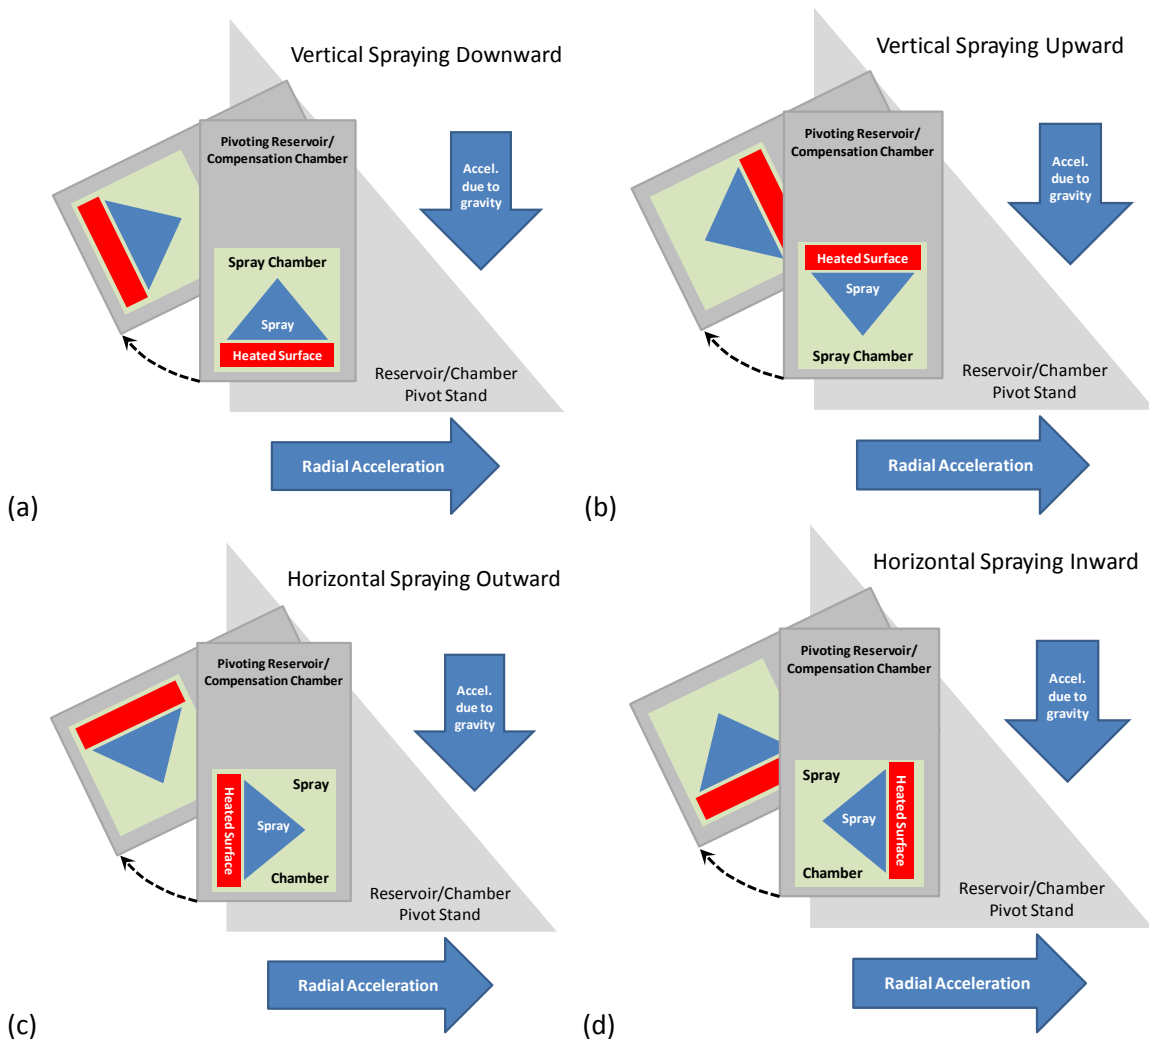 Vertical Spraying Downward
Pivoting Reservoir/
Compensation Chamber
Accel.
due to
gravity
Spray Chamber
Spray
Heated Surface
Reservoir/Chamber
Pivot Stand
Radial Acceleration
(a)
Vertical Spraying Upward
Pivoting Reservoir/
Compensation Chamber
Accel.
due to
gravity
Heated Surface
Spray
Spray Chamber
Reservoir/Chamber
Pivot Stand
Radial Acceleration
(b)
Horizontal Spraying Outward
Pivoting Reservoir/
Compensation Chamber
Accel.
due to
gravity
Spray
Heated Surface
Spray
Chamber
Reservoir/Chamber
Pivot Stand
Radial Acceleration
(c)
Horizontal Spraying Inward
Pivoting Reservoir/
Compensation Chamber
Accel.
due to
gravity
Spray
Spray
Heated Surface
Chamber
Reservoir/Chamber
Pivot Stand
Radial Acceleration
(d)